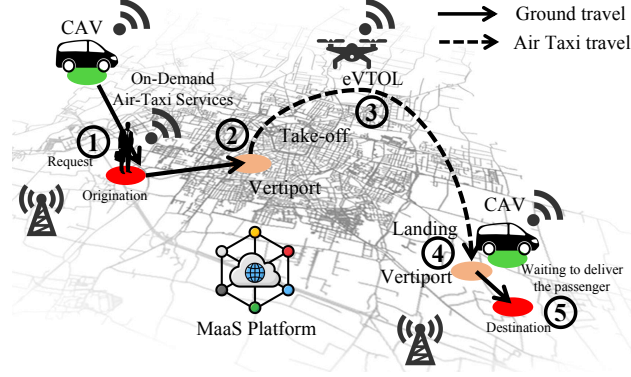 Ground travel
Air Taxi travel
CAV
eVTOL
On-Demand
Air-Taxi Services
1
2
3
Take-off
Request
Origination
Vertiport
CAV
Landing
4
Vertiport
Waiting to deliver
the passenger
MaaS Platform
Destination
5